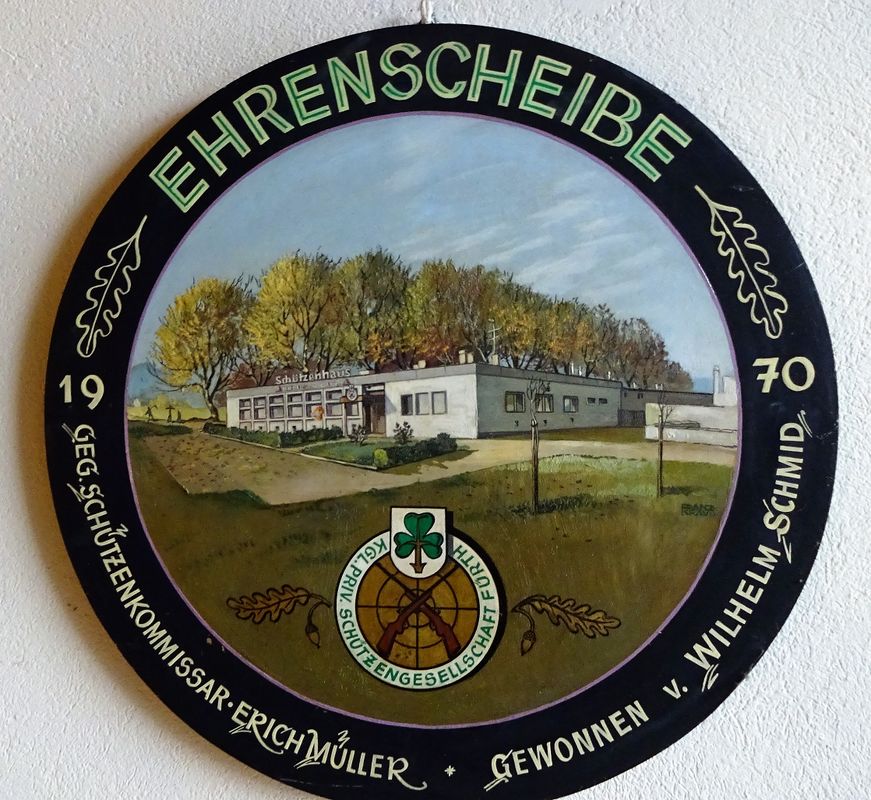 EHRENSCHEIBE
19 70
GEG. SCHÜTZENKOMMISSAR · ERICH MÜLLER * GEWONNEN v. WILHELM SCHMID
Schützenhaus
KGL. PRIV. SCHÜTZENGESELLSCHAFT FÜRTH